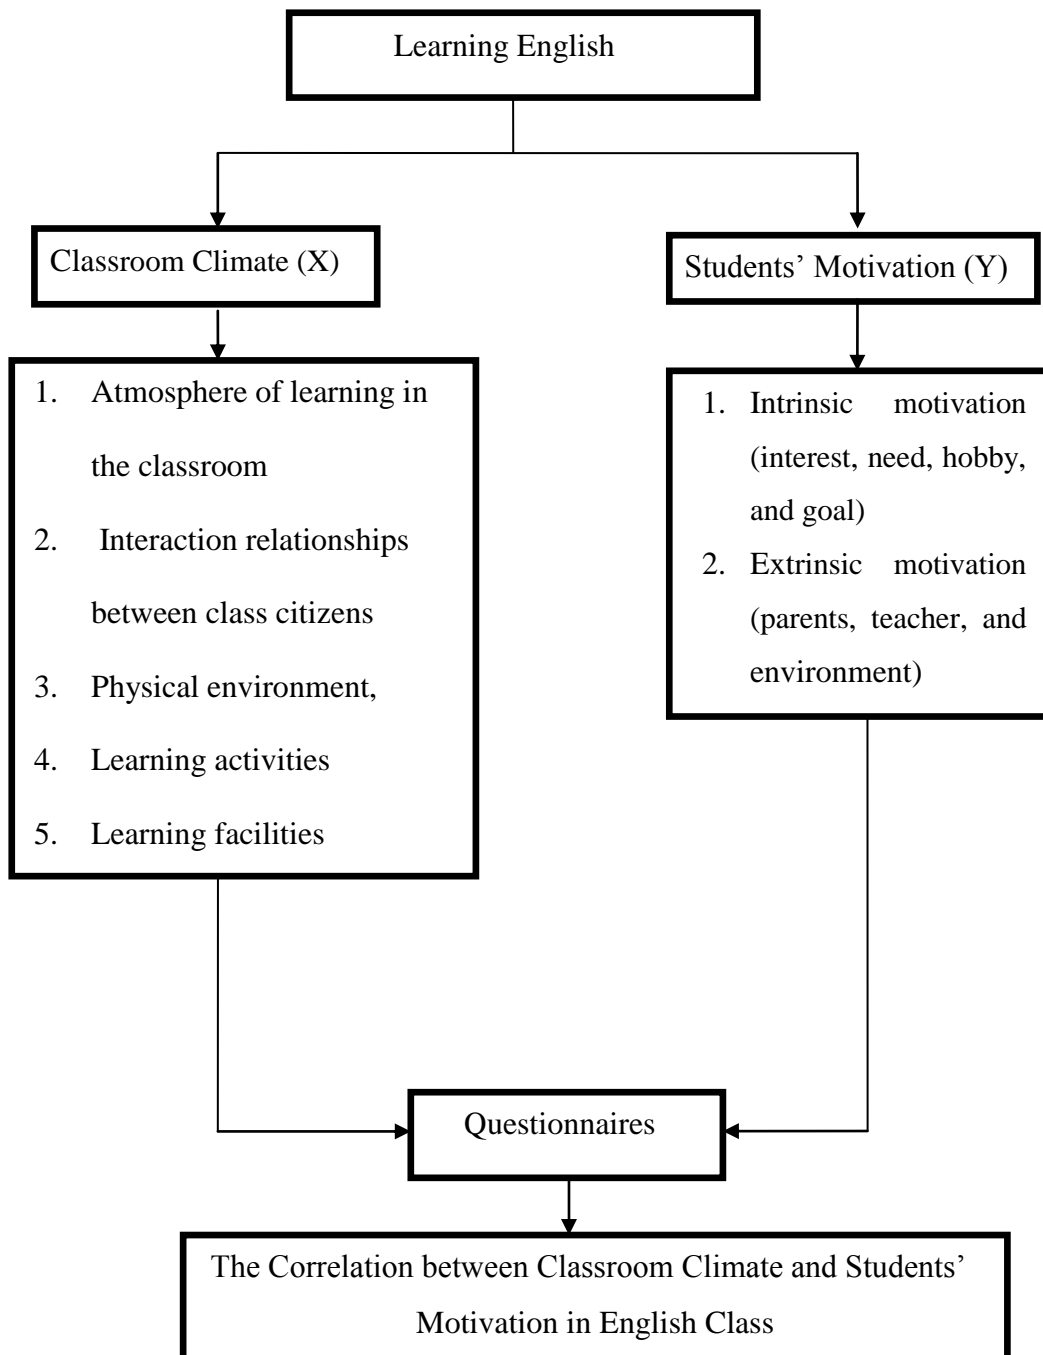 Learning English
Classroom Climate (X)
Students’ Motivation (Y)
1. Atmosphere of learning in
the classroom
2. Interaction relationships
between class citizens
3. Physical environment,
4. Learning activities
5. Learning facilities
1. Intrinsic motivation
(interest, need, hobby,
and goal)
2. Extrinsic motivation
(parents, teacher, and
environment)
Questionnaires
The Correlation between Classroom Climate and Students’
Motivation in English Class